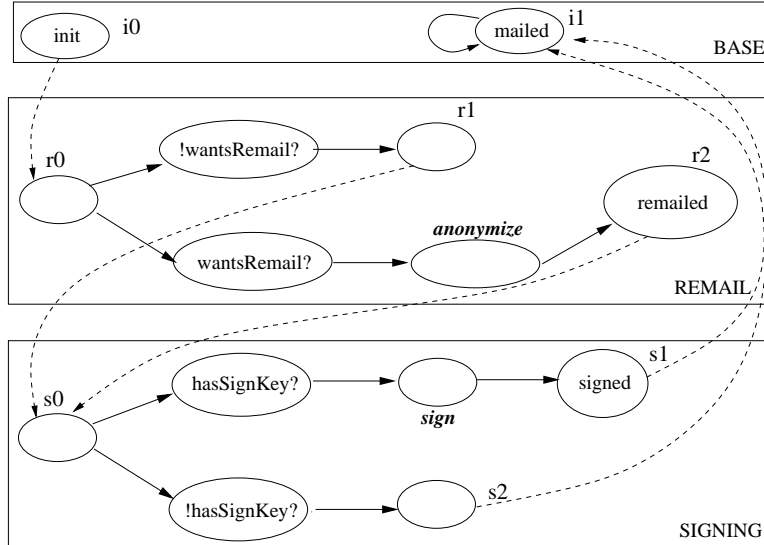 init
i0
mailed
i1
BASE
r0
!wantsRemail?
r1
r2
wantsRemail?
anonymize
remailed
REMAIL
s0
hasSignKey?
sign
signed
s1
!hasSignKey?
s2
SIGNING